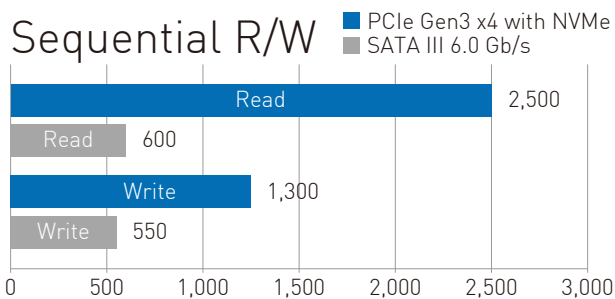 Sequential R/W
PCIe Gen3 x4 with NVMe
SATA III 6.0 Gb/s
Read 2,500
Read 600
Write 1,300
Write 550
0 500 1,000 1,500 2,000 2,500 3,000